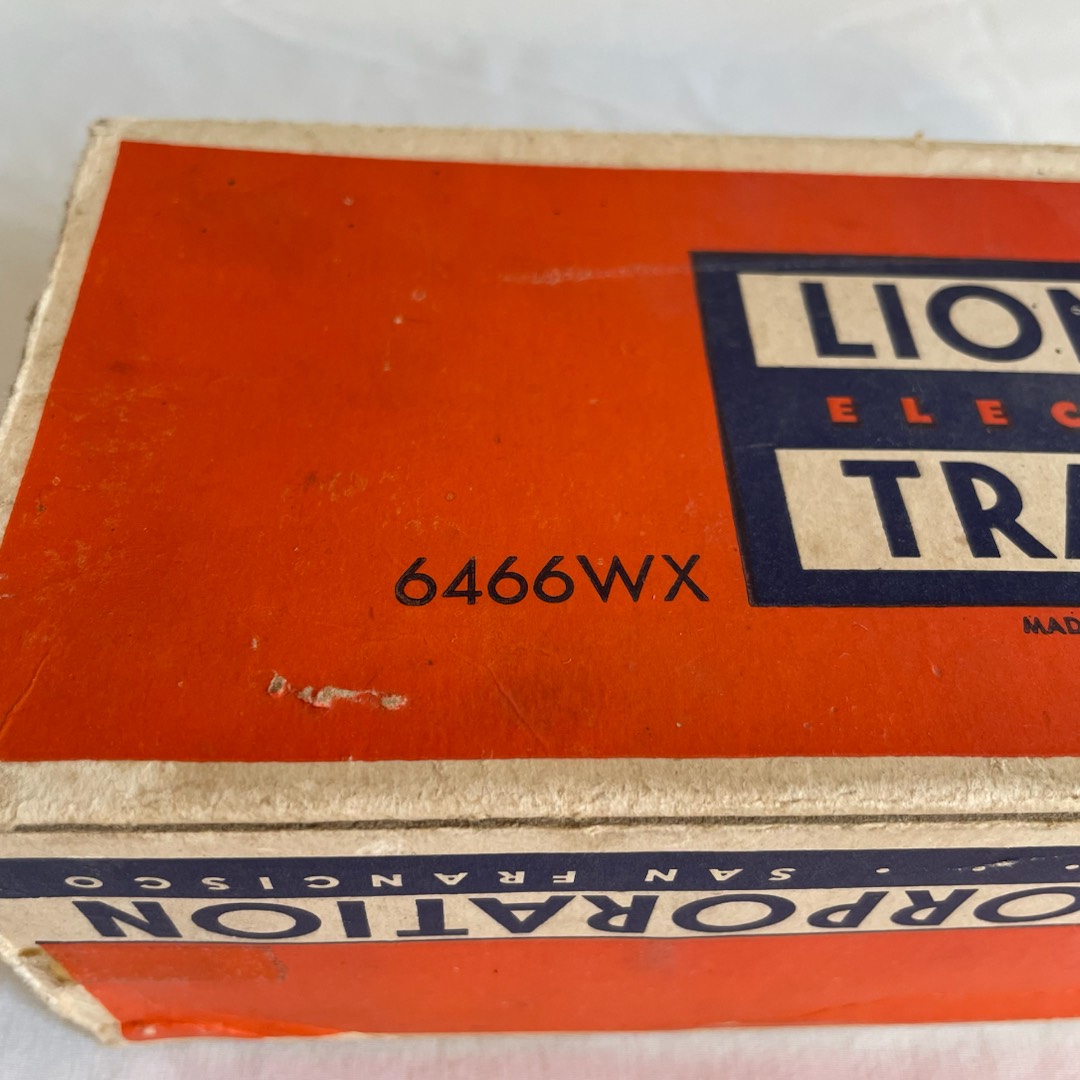 LION
ELEC
TRA
6466WX
MAD
• SAN FRANCISCO
ORPORATION